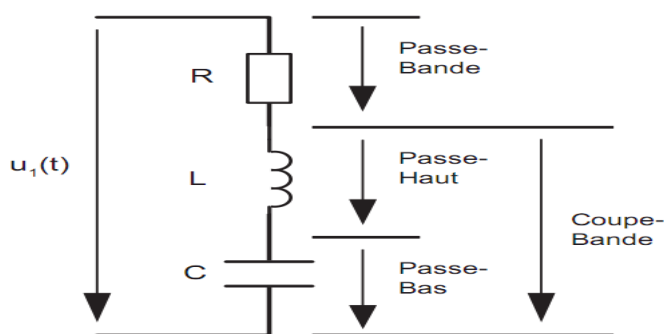 Passe-
Bande
R
u₁(t)
L
Passe-
Haut
Coupe-
Bande
C
Passe-
Bas